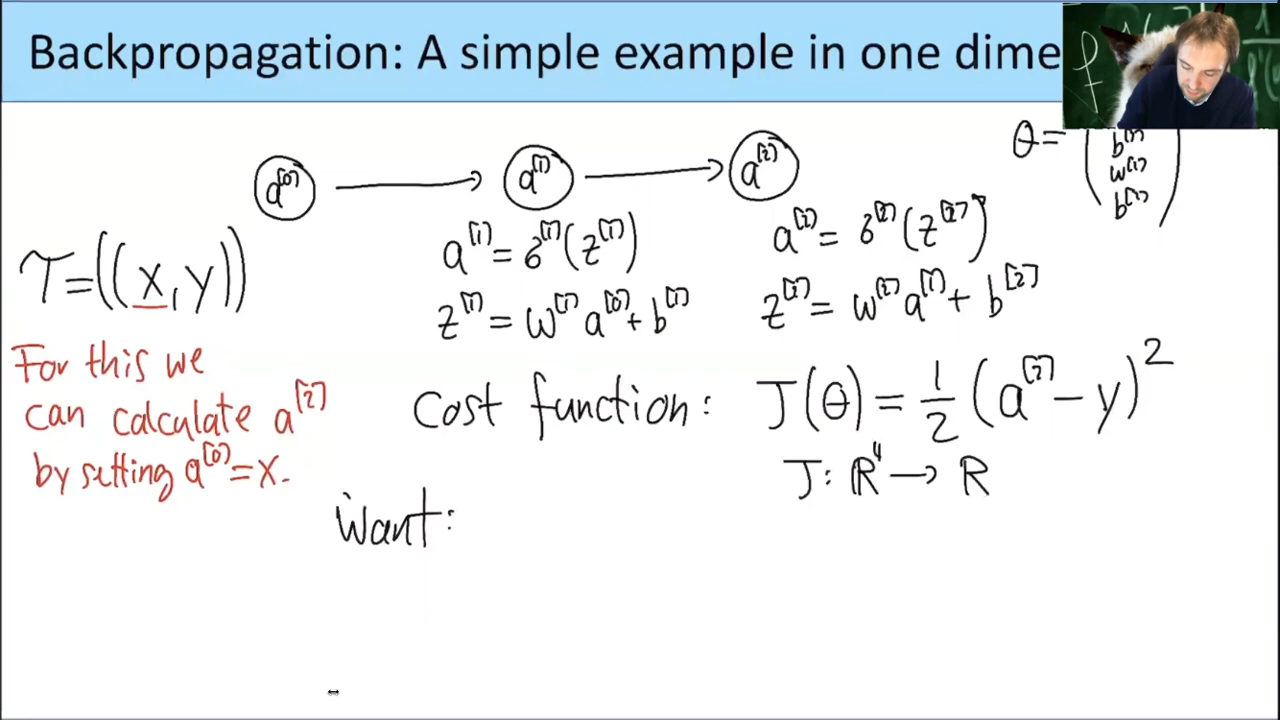 Backpropagation: A simple example in one dime
a^[0] → a^[1] → a^[2]
θ = ( b^[1] w^[2] b^[2] )
a^[1] = σ^[1](z^[1])
z^[1] = w^[1] a^[0] + b^[1]
a^[2] = σ^[2](z^[2])
z^[2] = w^[2] a^[1] + b^[2]
T = ((x, y))
For this we
can calculate a^[2]
by setting a^[0] = x.
Cost function: J(θ) = 1/2 (a^[2] − y)^2
J: ℝ^4 → ℝ
Want: